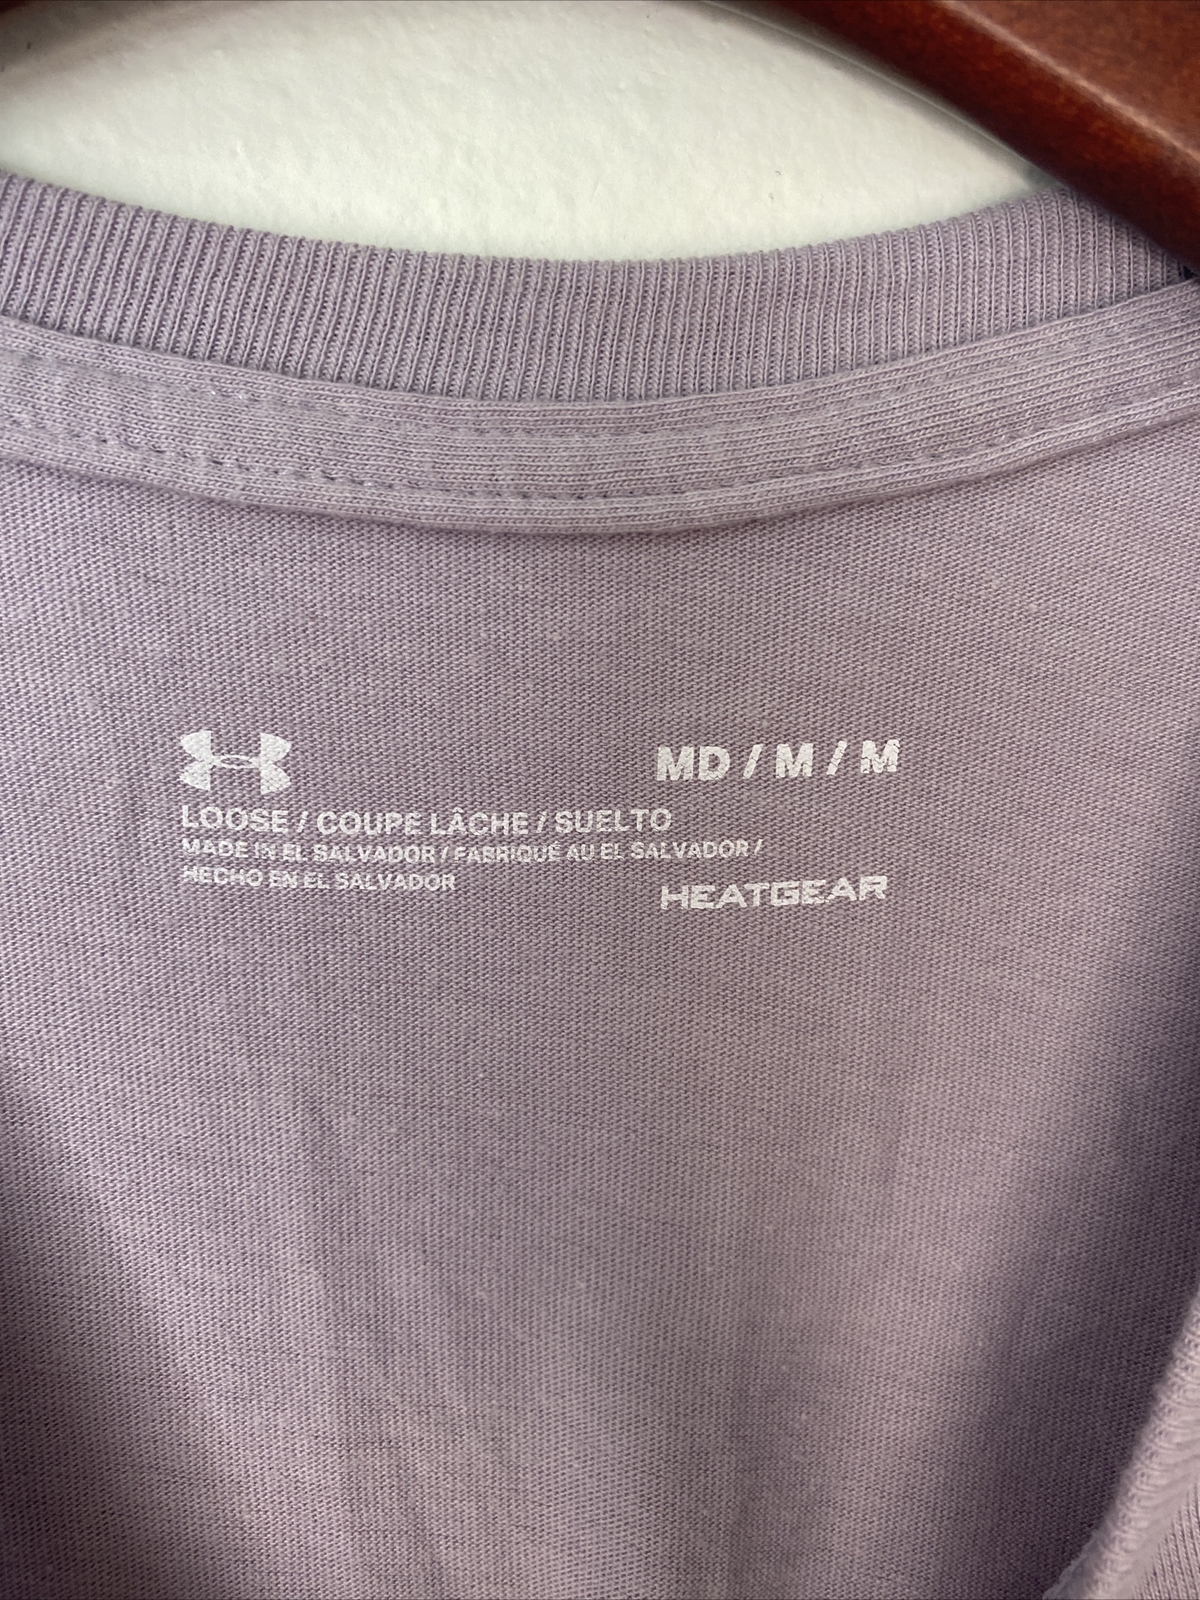 MD / M / M
LOOSE / COUPE LÂCHE / SUELTO
MADE IN EL SALVADOR / FABRIQUÉ AU EL SALVADOR /
HECHO EN EL SALVADOR
HEATGEAR